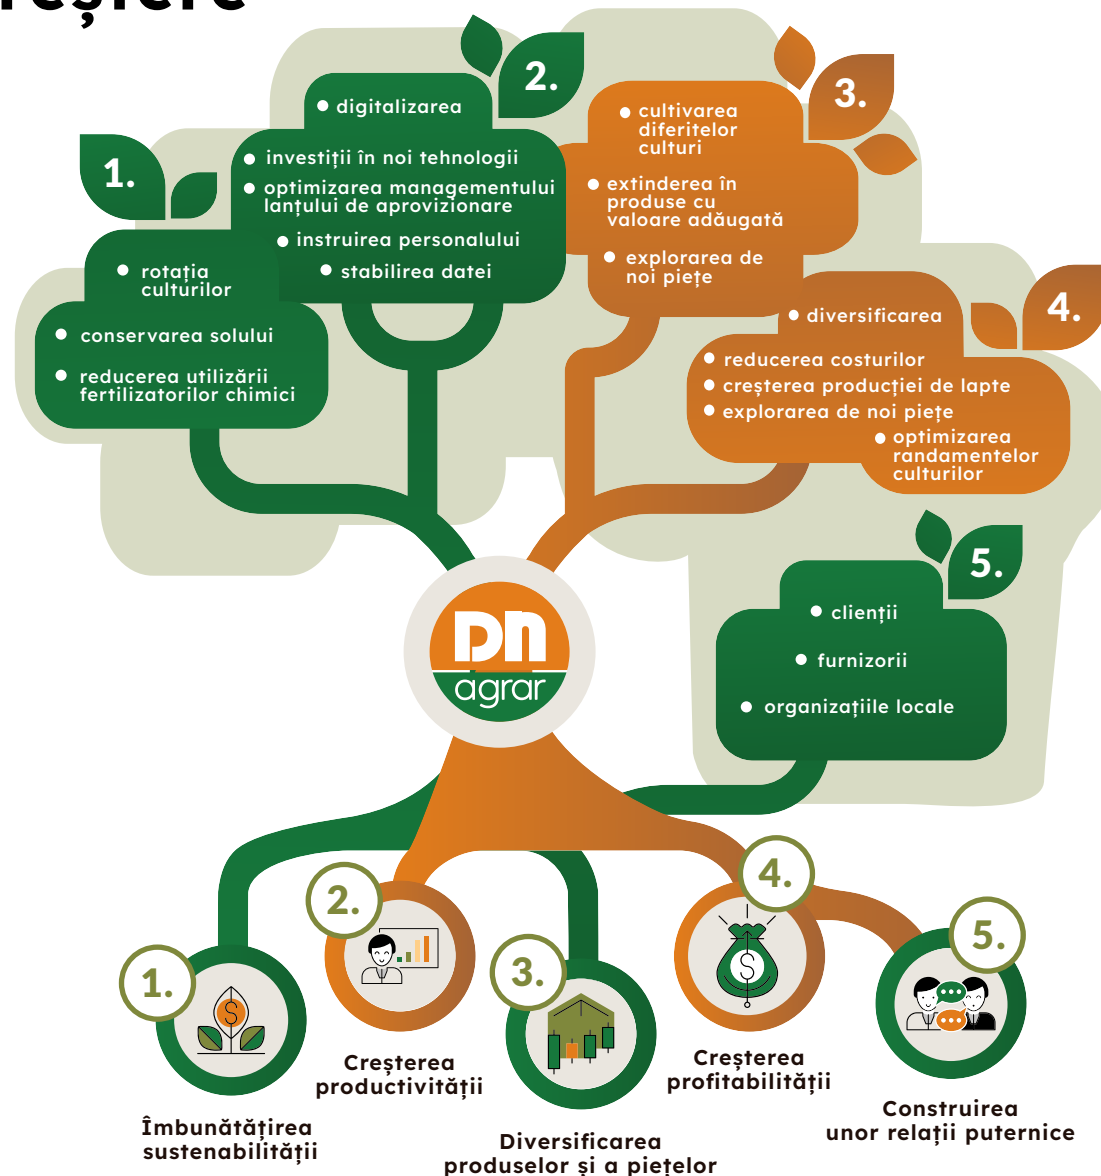 1.
rotația
culturilor
conservarea solului
reducerea utilizării
fertilizatorilor chimici
2.
digitalizarea
investiții în noi tehnologii
optimizarea managementului
lanțului de aprovizionare
instruirea personalului
stabilirea datei
3.
cultivarea
diferitelor
culturi
extinderea în
produse cu
valoare adăugată
explorarea de
noi piețe
4.
diversificarea
reducerea costurilor
creșterea producției de lapte
explorarea de noi piețe
optimizarea
randamentelor
culturilor
5.
clienții
furnizorii
organizațiile locale
DN
agrar
1.
Îmbunătățirea
sustenabilității
2.
Creșterea
productivității
3.
Diversificarea
produselor și a piețelor
4.
Creșterea
profitabilității
5.
Construirea
unor relații puternice